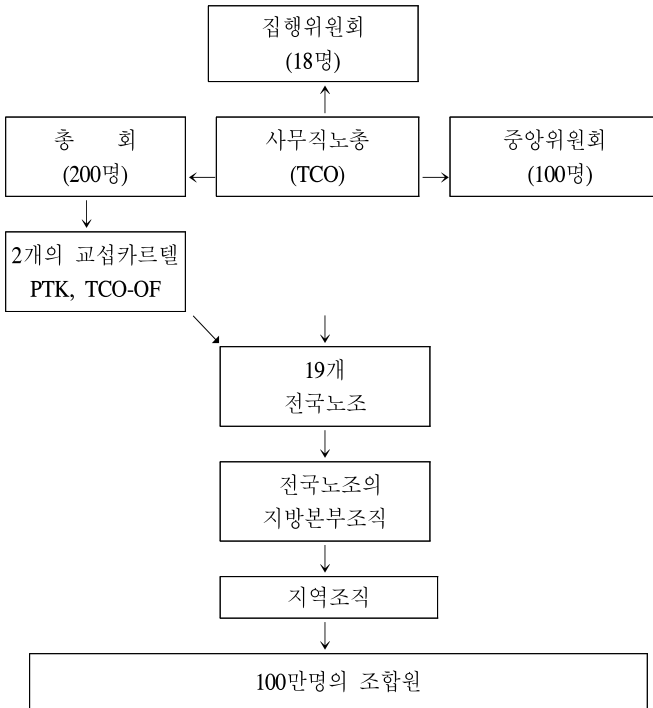 집행위원회
(18명)
총 회
(200명)
사무직노총
(TCO)
중앙위원회
(100명)
2개의 교섭카르텔
PTK, TCO-OF
19개
전국노조
전국노조의
지방본부조직
지역조직
100만명의 조합원